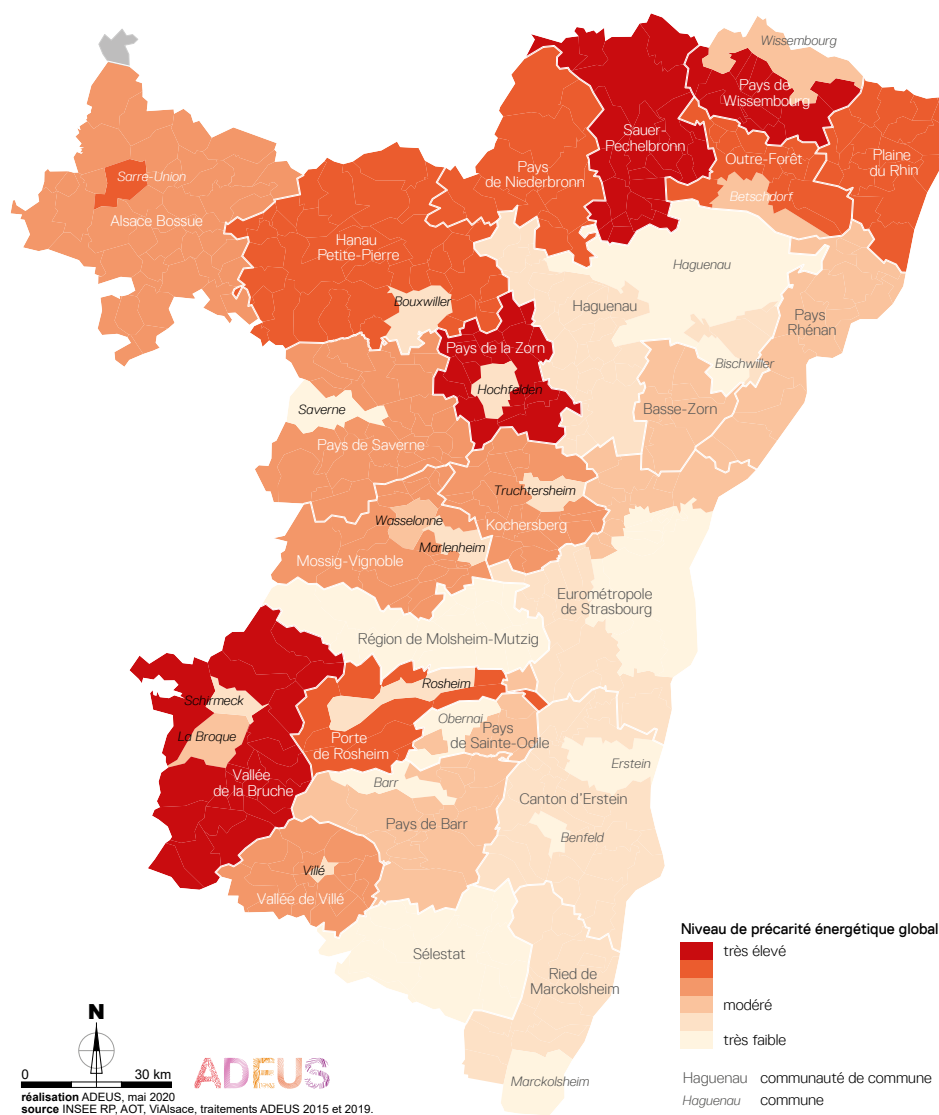 Wissembourg
Pays de
Wissembourg
Sauer-
Pechelbronn
Outre-Forêt
Plaine
du Rhin
Pays
de Niederbronn
Betschdorf
Sarre-Union
Alsace Bossue
Hanau
Petite-Pierre
Haguenau
Bouxwiller
Haguenau
Pays
Rhénan
Pays de la Zorn
Bischwiller
Hochfelden
Saverne
Basse-Zorn
Pays de Saverne
Truchtersheim
Wasselonne
Kochersberg
Marlenheim
Mossig-Vignoble
Eurométropole
de Strasbourg
Région de Molsheim-Mutzig
Rosheim
Schirmeck
Obernai
La Broque
Porte
de Rosheim
Pays
de Sainte-Odile
Erstein
Vallée
de la Bruche
Barr
Canton d'Erstein
Pays de Barr
Benfeld
Villé
Vallée de Villé
Sélestat
Ried de
Marckolsheim
Marckolsheim
Niveau de précarité énergétique global
très élevé
modéré
très faible
Haguenau communauté de commune
Haguenau commune
N
0 30 km
ADEUS
réalisation ADEUS, mai 2020
source INSEE RP, AOT, ViAlsace, traitements ADEUS 2015 et 2019.